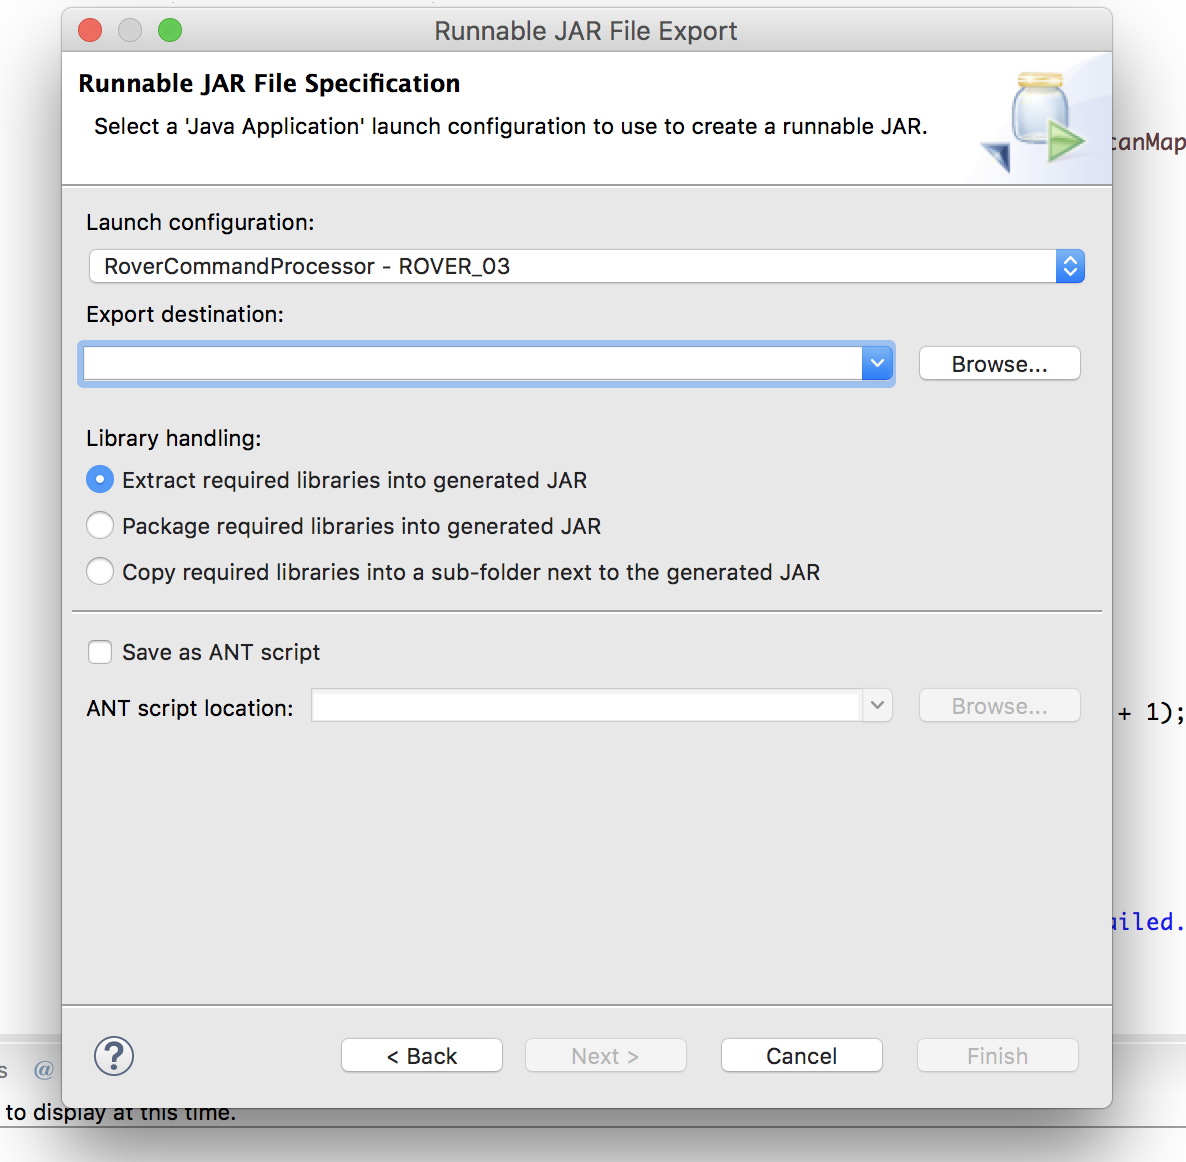 Runnable JAR File Export
Runnable JAR File Specification
Select a 'Java Application' launch configuration to use to create a runnable JAR.
canMap
Launch configuration:
RoverCommandProcessor - ROVER_03
Export destination:
Browse...
Library handling:
Extract required libraries into generated JAR
Package required libraries into generated JAR
Copy required libraries into a sub-folder next to the generated JAR
Save as ANT script
ANT script location:
Browse...
+ 1);
ailed.
? < Back Next > Cancel Finish
s @
to display at this time.